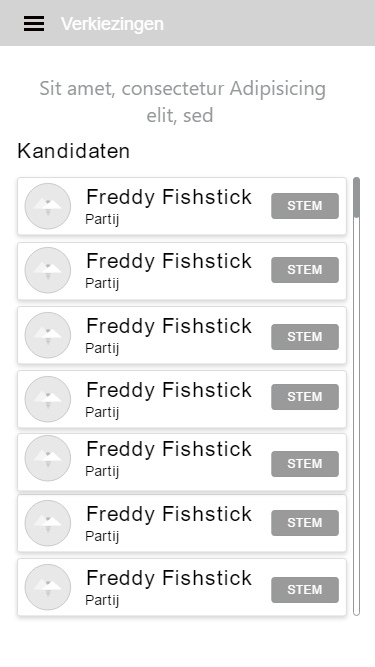 Verkiezingen
Sit amet, consectetur Adipisicing
elit, sed
Kandidaten
Freddy Fishstick
Partij
STEM
Freddy Fishstick
Partij
STEM
Freddy Fishstick
Partij
STEM
Freddy Fishstick
Partij
STEM
Freddy Fishstick
Partij
STEM
Freddy Fishstick
Partij
STEM
Freddy Fishstick
Partij
STEM